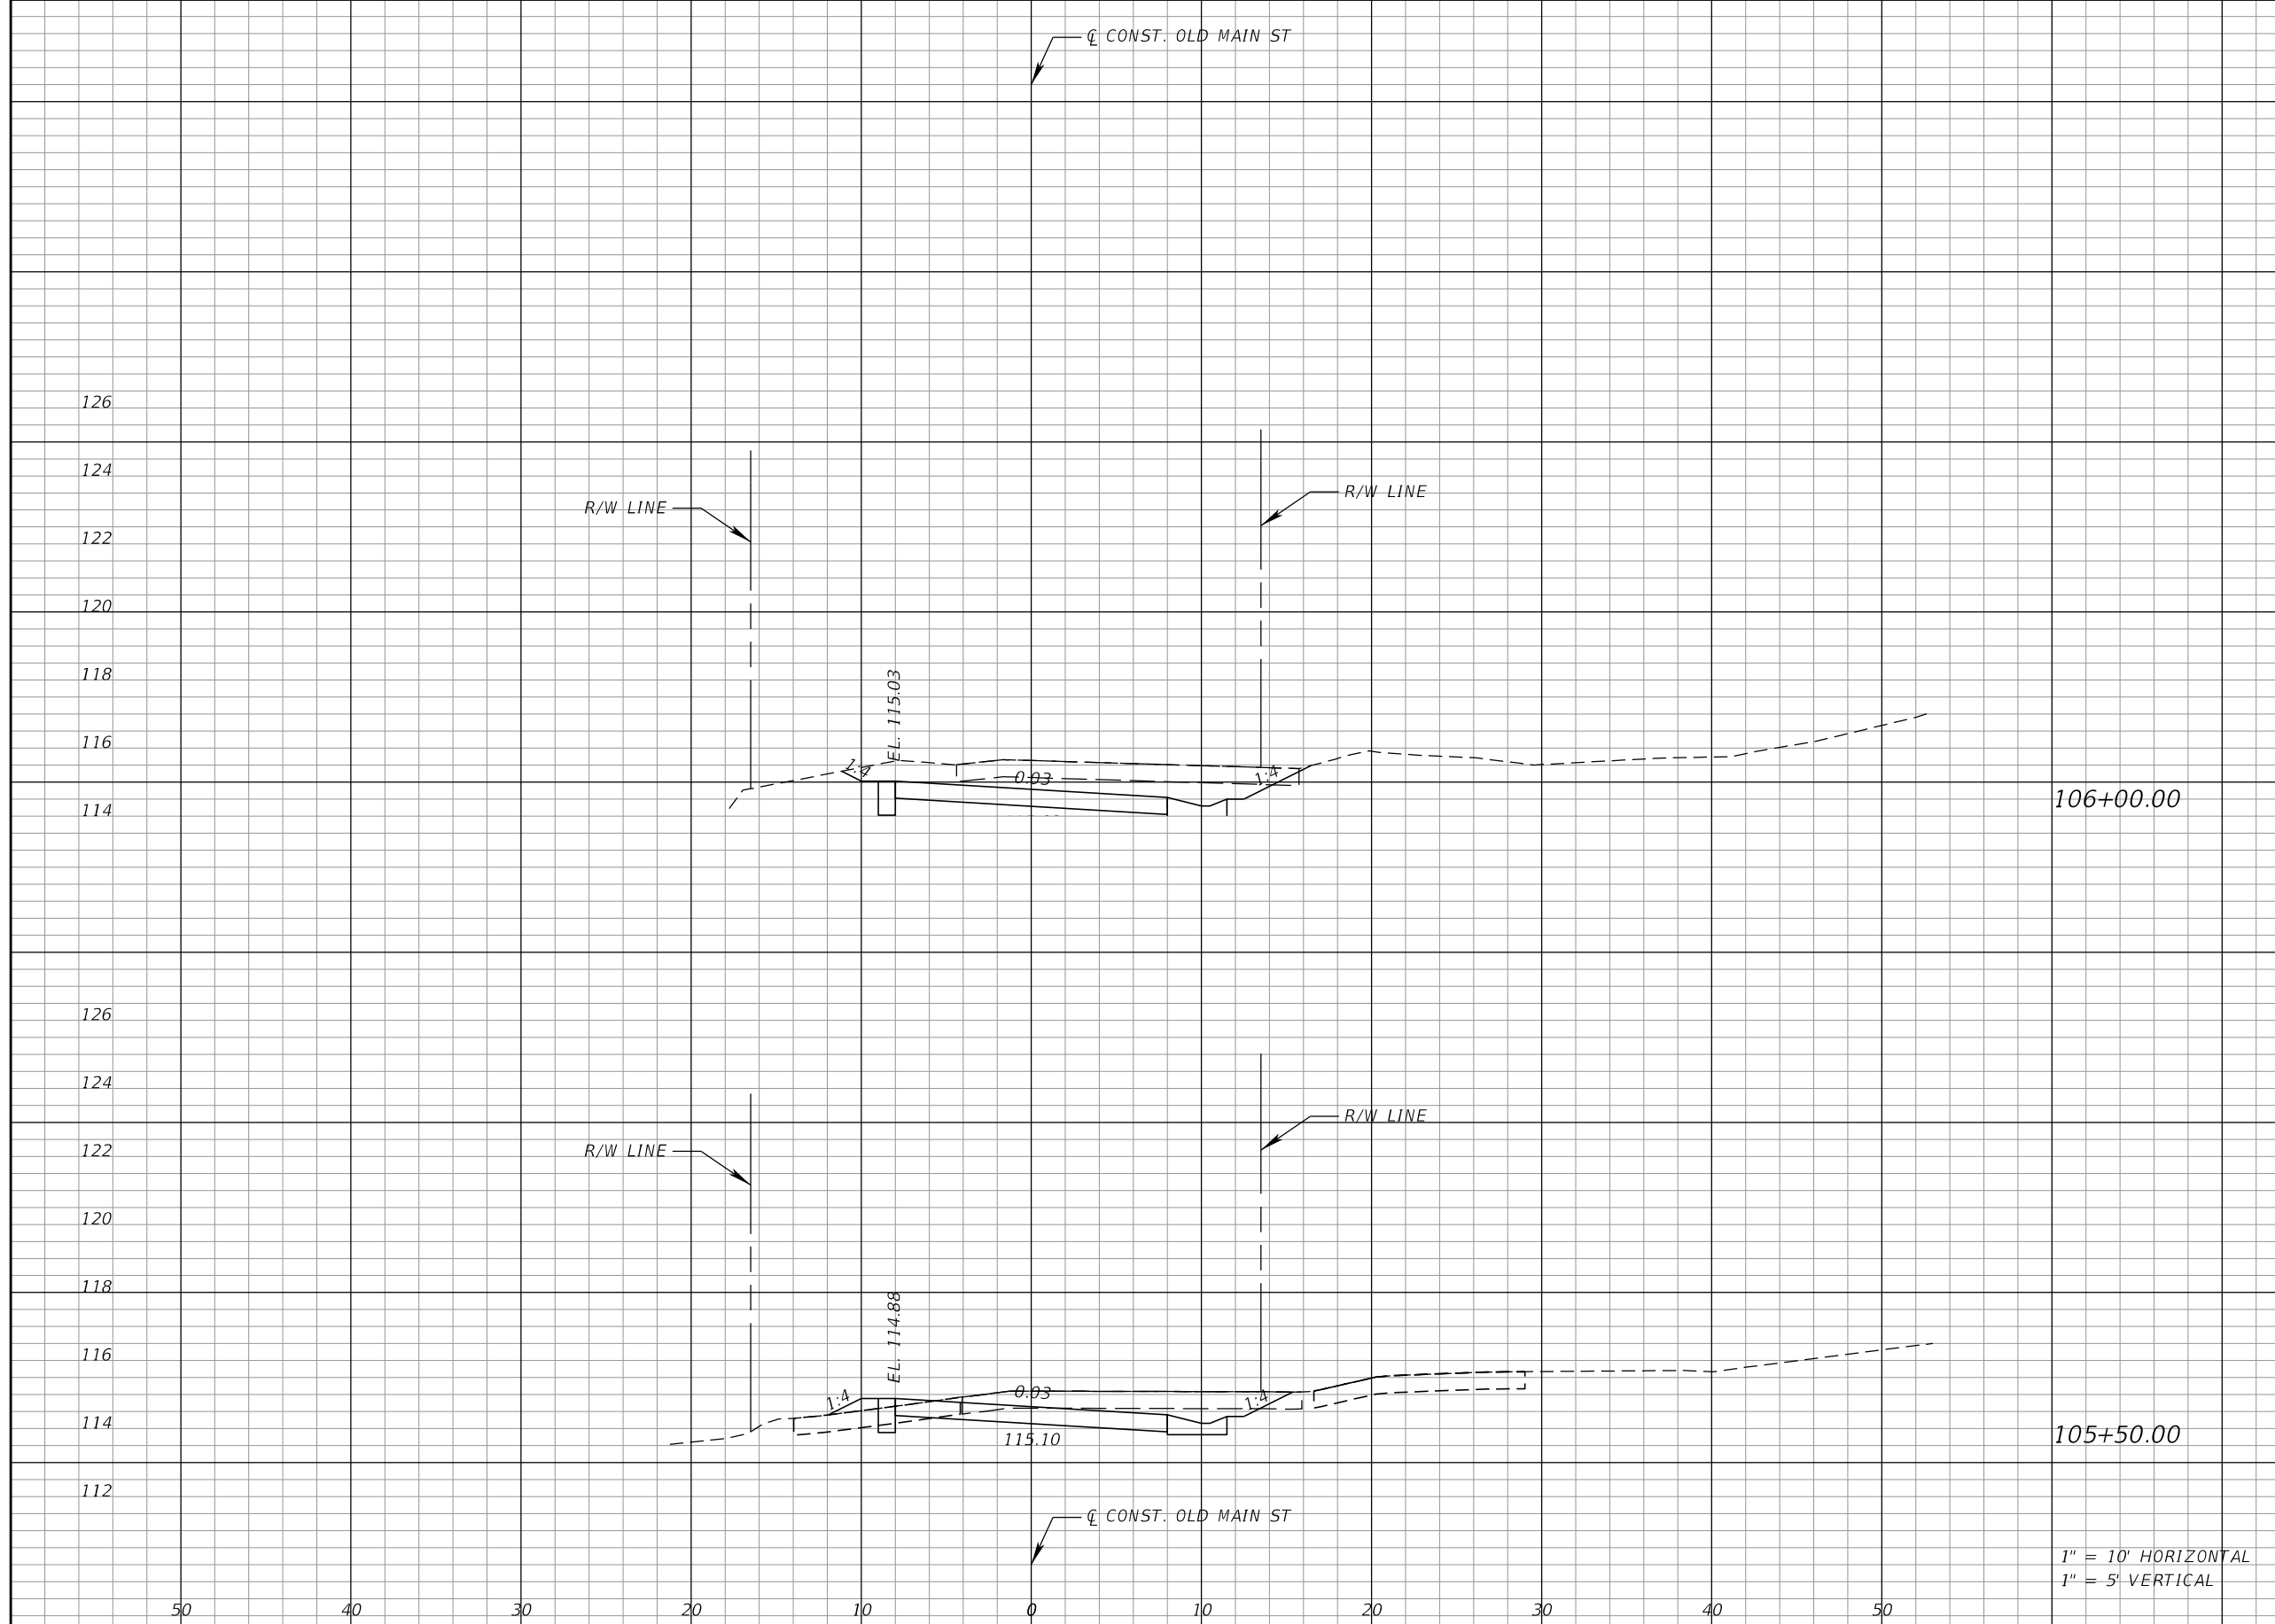 ℄ CONST. OLD MAIN ST
126
124
R/W LINE
R/W LINE
122
120
118
EL. 115.03
116
1:4
0.03
1:4
114
106+00.00
126
124
R/W LINE
R/W LINE
122
120
118
EL. 114.88
116
1:4
0.03
1:4
114
115.10
105+50.00
112
℄ CONST. OLD MAIN ST
1" = 10' HORIZONTAL
1" = 5' VERTICAL
50 40 30 20 10 0 10 20 30 40 50